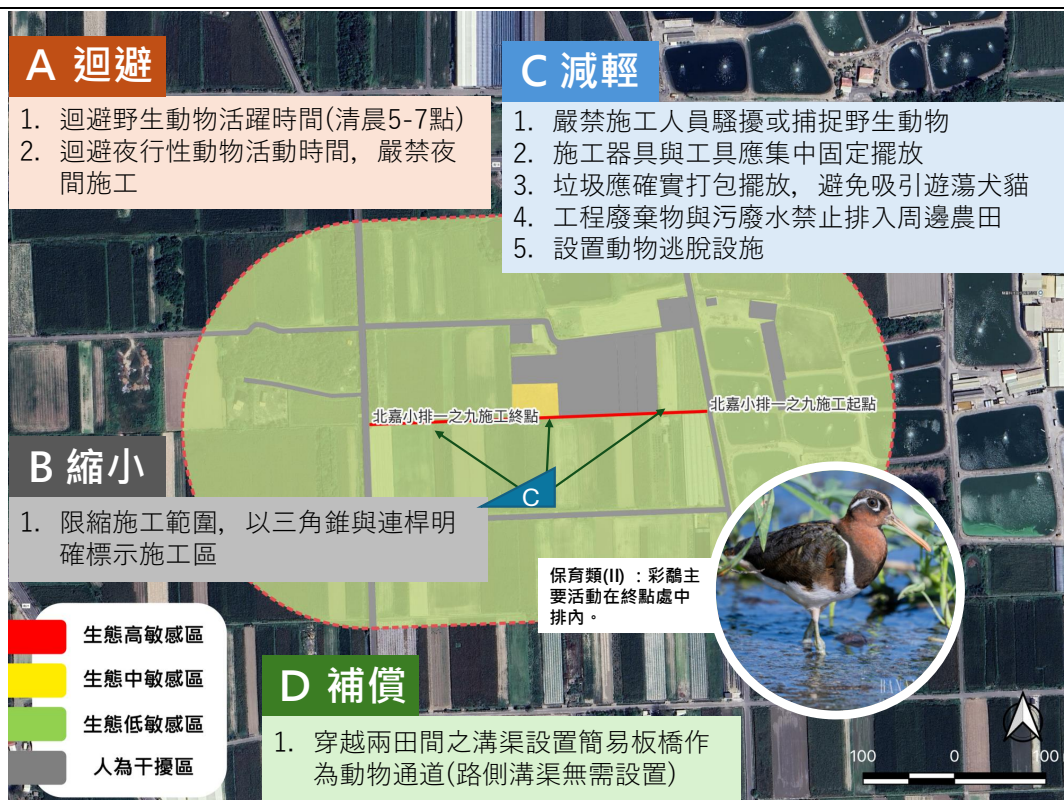 A 迴避
1. 迴避野生動物活躍時間(清晨5-7點)
2. 迴避夜行性動物活動時間，嚴禁夜
間施工
C 減輕
1. 嚴禁施工人員騷擾或捕捉野生動物
2. 施工器具與工具應集中固定擺放
3. 垃圾應確實打包擺放，避免吸引遊蕩犬貓
4. 工程廢棄物與污廢水禁止排入周邊農田
5. 設置動物逃脫設施
北嘉小排一之九施工終點
北嘉小排一之九施工起點
C
B 縮小
1. 限縮施工範圍，以三角錐與連桿明
確標示施工區
保育類(II)：彩鷸主
要活動在終點處中
排內。
生態高敏感區
生態中敏感區
生態低敏感區
人為干擾區
D 補償
1. 穿越兩田間之溝渠設置簡易板橋作
為動物通道(路側溝渠無需設置)
100 0 100